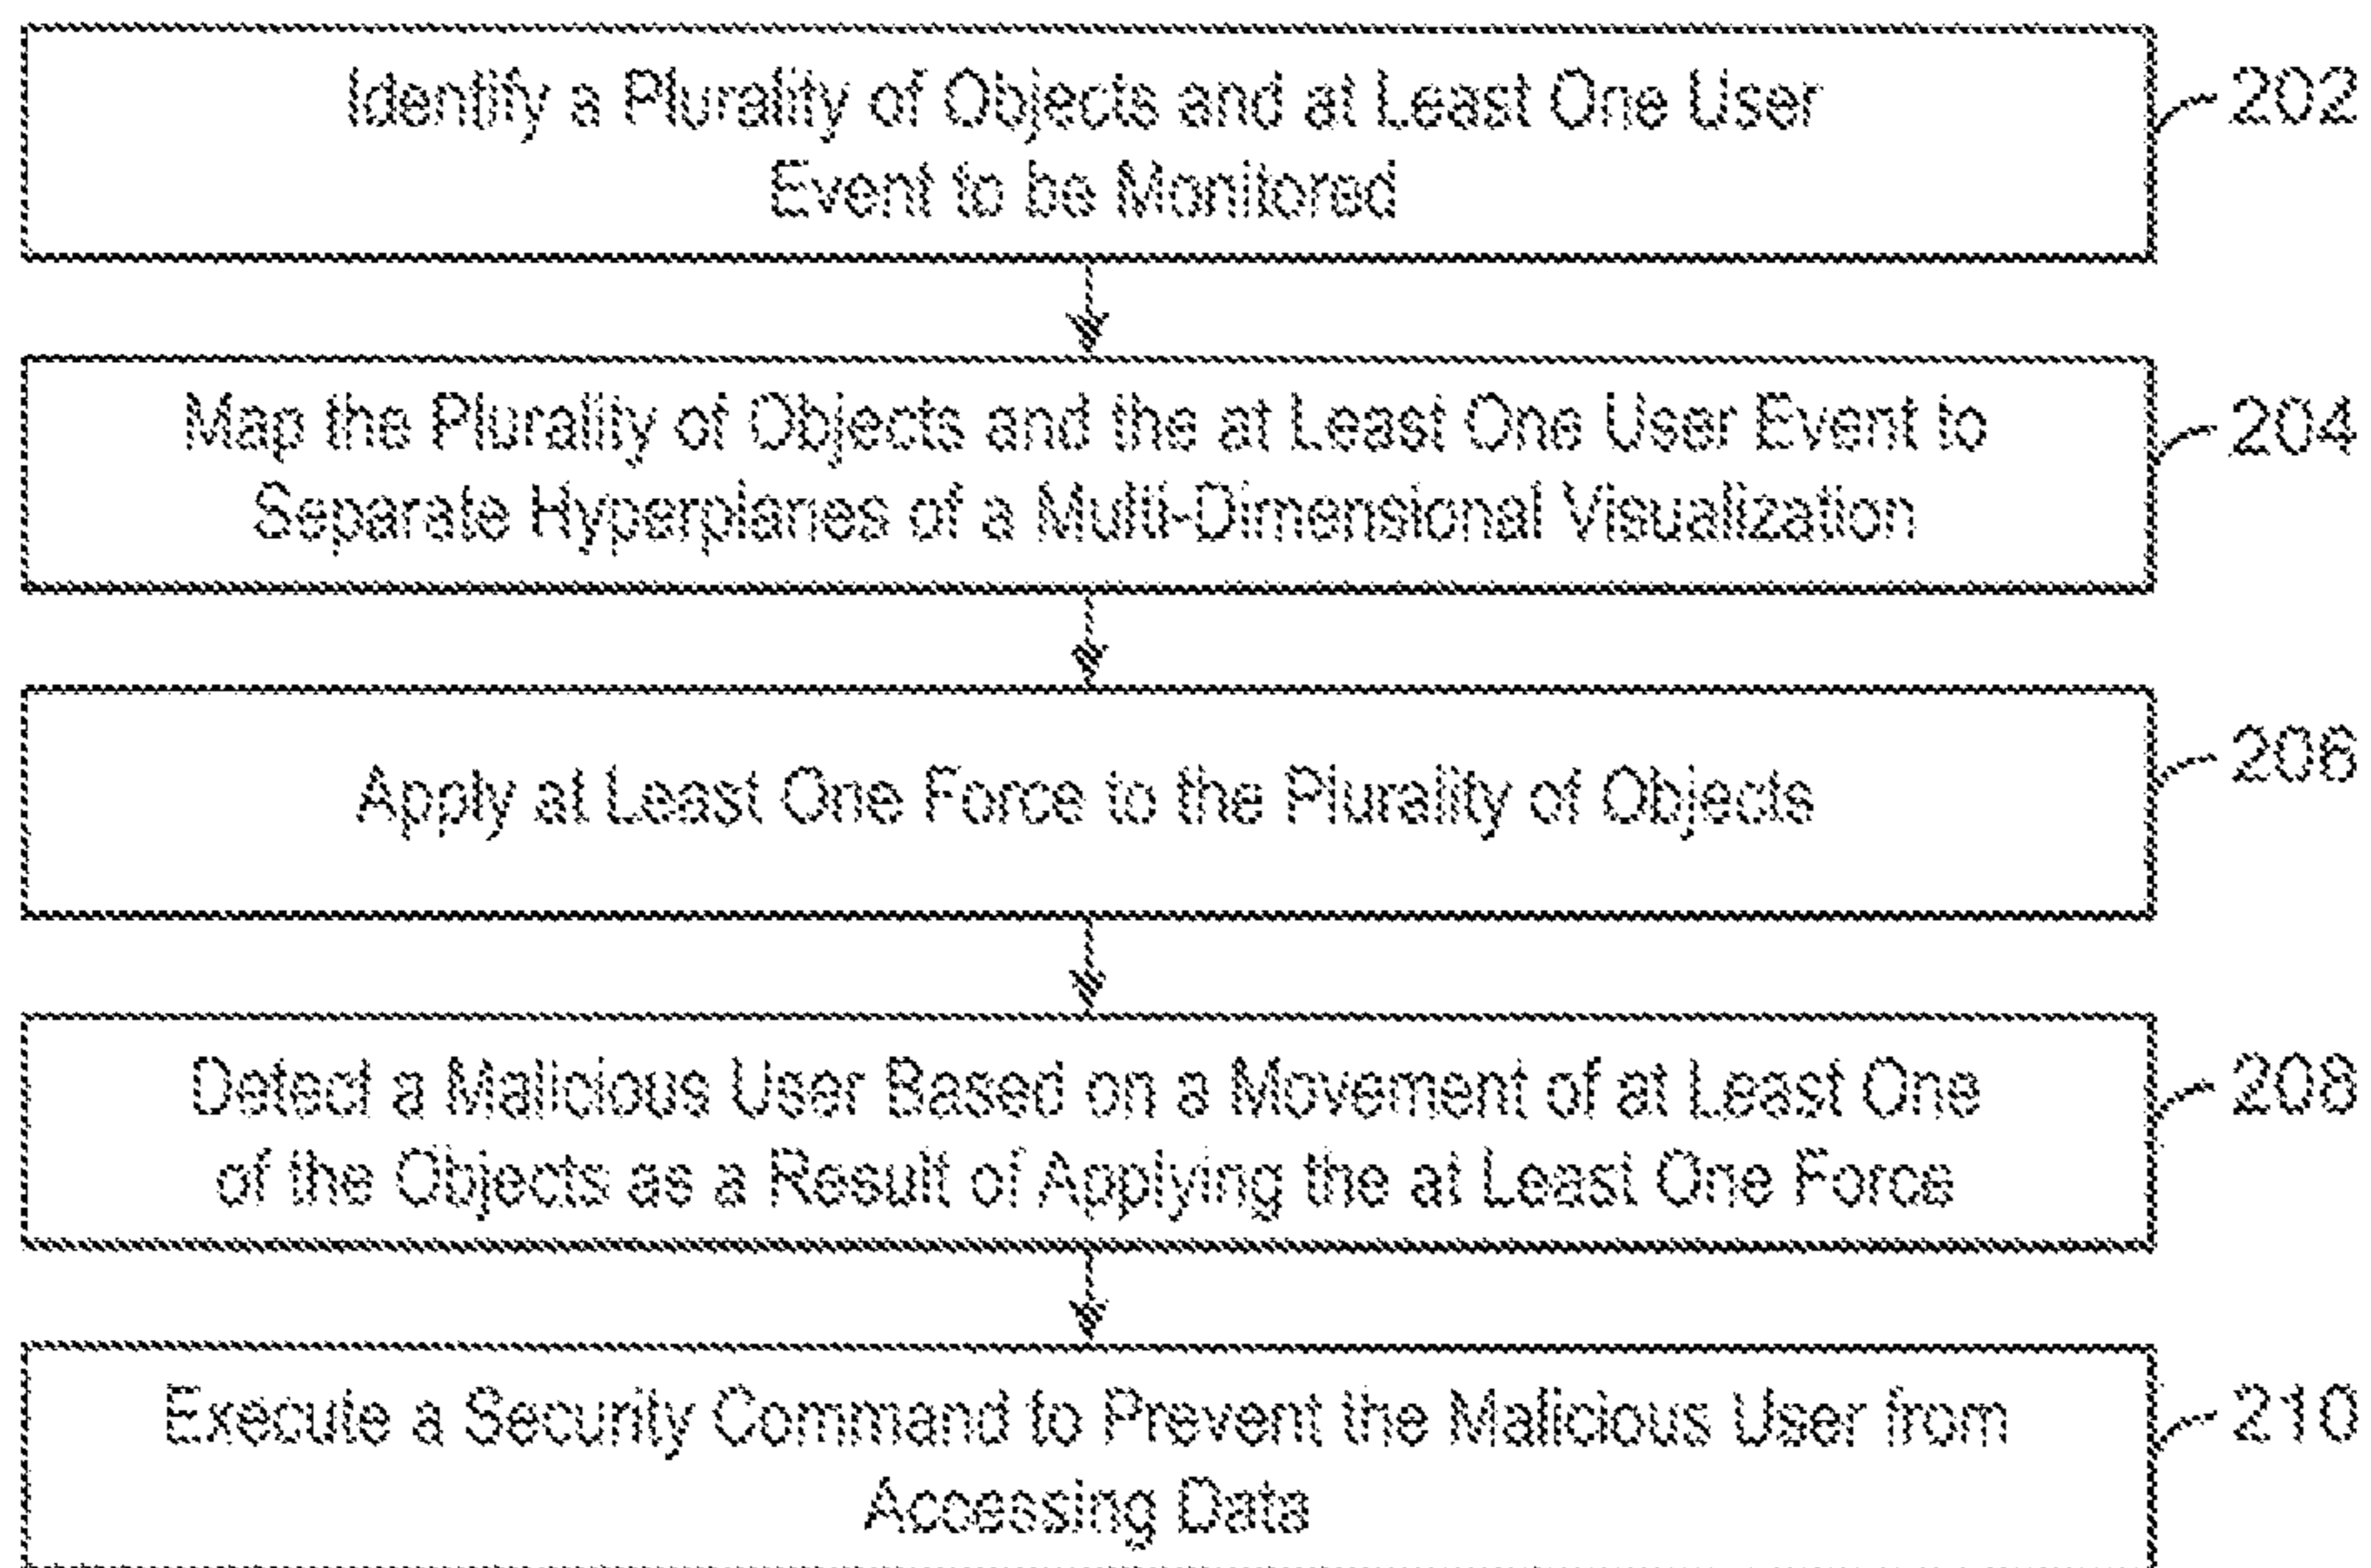 Identify a Plurality of Objects and at Least One User
Event to be Monitored
202
Map the Plurality of Objects and the at Least One User Event to
Separate Hyperplanes of a Multi-Dimensional Visualization
204
Apply at Least One Force to the Plurality of Objects
206
Detect a Malicious User Based on a Movement of at Least One
of the Objects as a Result of Applying the at Least One Force
208
Execute a Security Command to Prevent the Malicious User from
Accessing Data
210